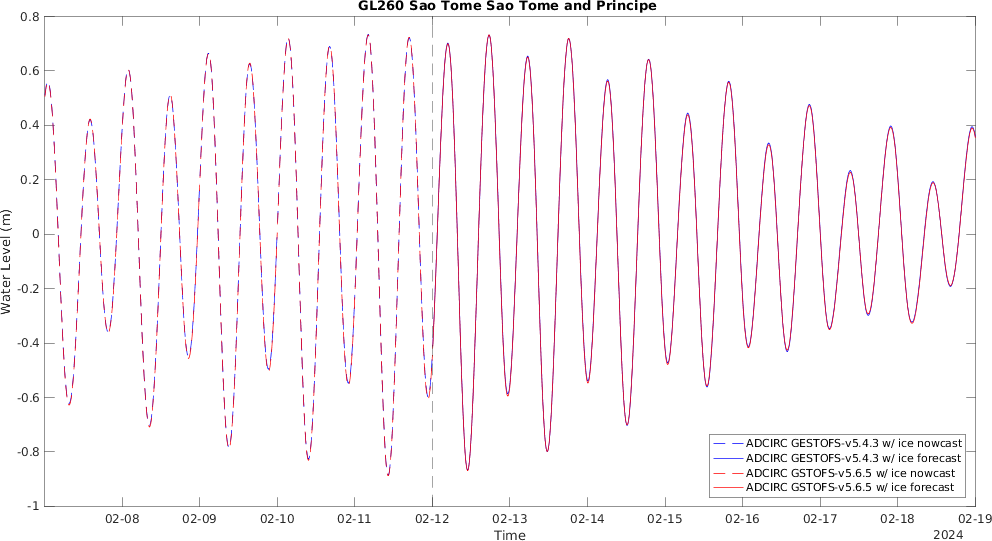 GL260 Sao Tome Sao Tome and Principe
0.8
0.6
0.4
0.2
0
-0.2
-0.4
-0.6
-0.8
-1
Water Level (m)
ADCIRC GESTOFS-v5.4.3 w/ ice nowcast
ADCIRC GESTOFS-v5.4.3 w/ ice forecast
ADCIRC GSTOFS-v5.6.5 w/ ice nowcast
ADCIRC GSTOFS-v5.6.5 w/ ice forecast
02-08 02-09 02-10 02-11 02-12 02-13 02-14 02-15 02-16 02-17 02-18 02-19
Time
2024